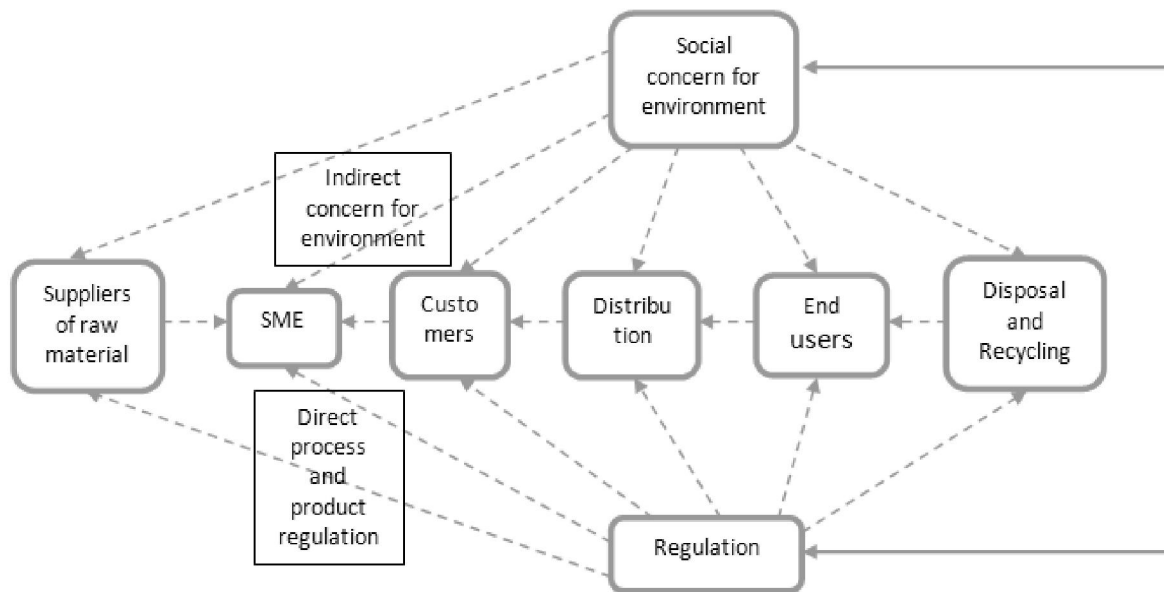 Social
concern for
environment
Indirect
concern for
environment
Suppliers
of raw
material
SME
Custo
mers
Distribu
tion
End
users
Disposal
and
Recycling
Direct
process
and
product
regulation
Regulation